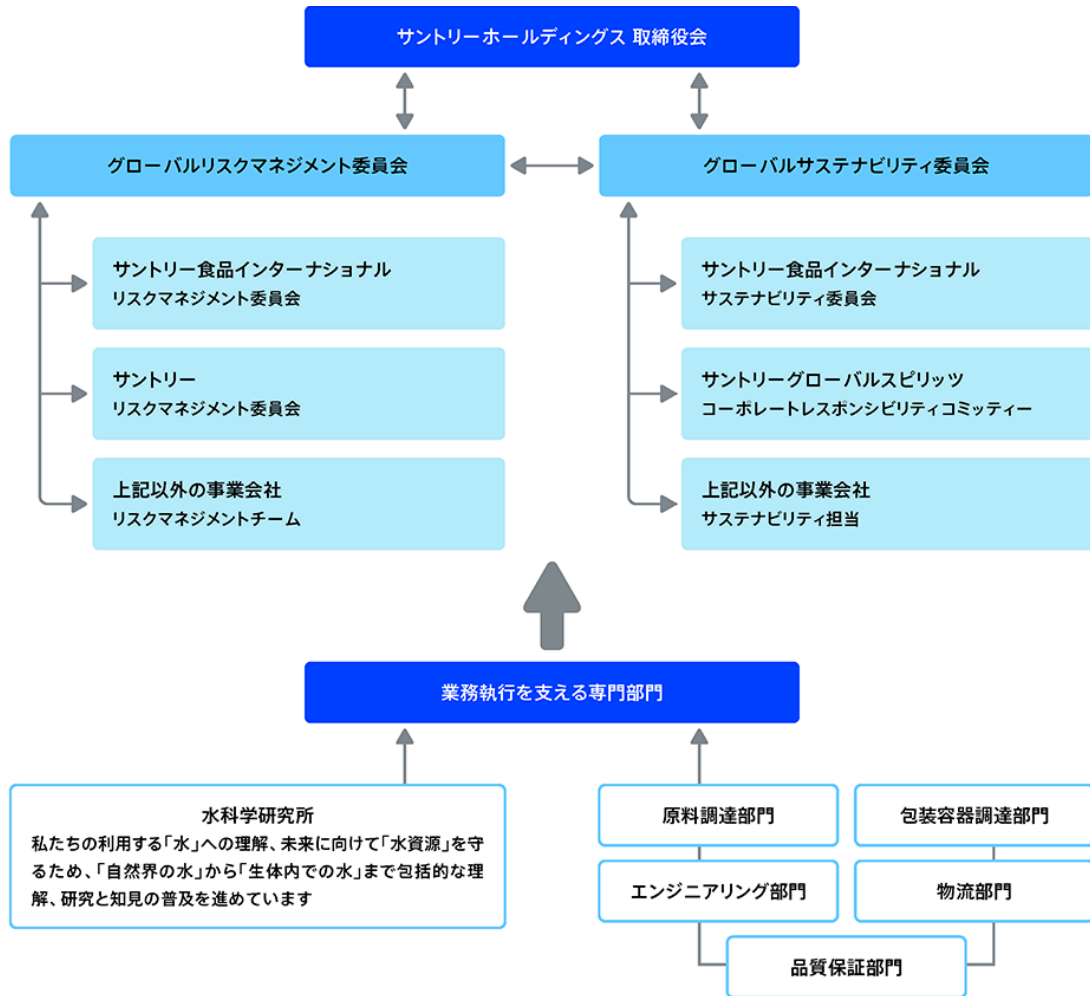 サントリーホールディングス 取締役会
グローバルリスクマネジメント委員会
グローバルサステナビリティ委員会
サントリー食品インターナショナル
リスクマネジメント委員会
サントリー
リスクマネジメント委員会
上記以外の事業会社
リスクマネジメントチーム
サントリー食品インターナショナル
サステナビリティ委員会
サントリーグローバルスピリッツ
コーポレートレスポンシビリティコミッティー
上記以外の事業会社
サステナビリティ担当
業務執行を支える専門部門
水科学研究所
私たちの利用する「水」への理解、未来に向けて「水資源」を守
るため、「自然界の水」から「生体内での水」まで包括的な理
解、研究と知見の普及を進めています
原料調達部門
包装容器調達部門
エンジニアリング部門
物流部門
品質保証部門